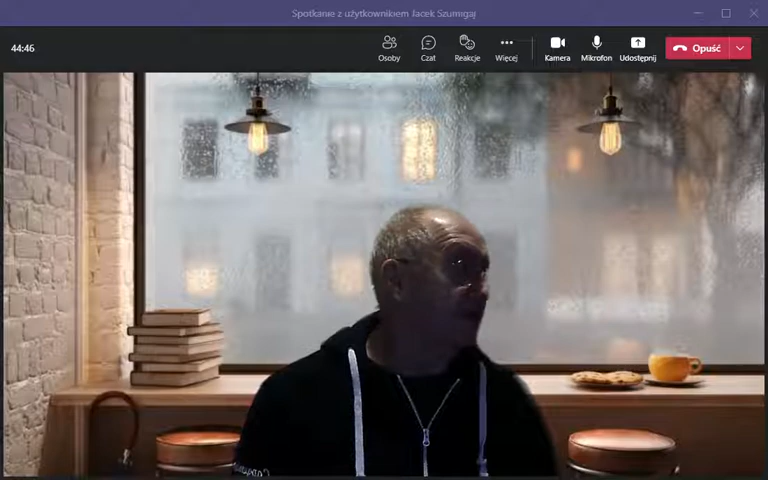 Spotkanie z użytkownikiem Jacek Szumigaj
44:46
Osoby
Czat
Reakcje
Więcej
Kamera
Mikrofon
Udostępnij
Opuść